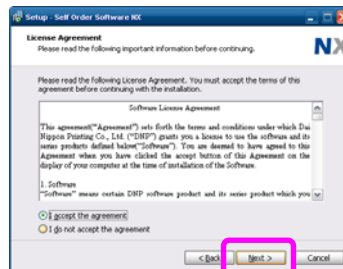 Setup - Self Order Software NX
License Agreement
Please read the following important information before continuing.
NX
Please read the following License Agreement. You must accept the terms of this
agreement before continuing with the installation.
Software License Agreement
This agreement("Agreement") sets forth the terms and conditions under which Dai
Nippon Printing Co., Ltd. ("DNP") grants you a license to use the software and its
series products defined below("Software"). You are deemed to have agreed to this
Agreement when you have clicked the accept button of this Agreement on the
display of your computer at the time of installation of the Software.
1. Software
"Software" means certain DNP software product and its series product which you
I accept the agreement
I do not accept the agreement
< Back
Next >
Cancel